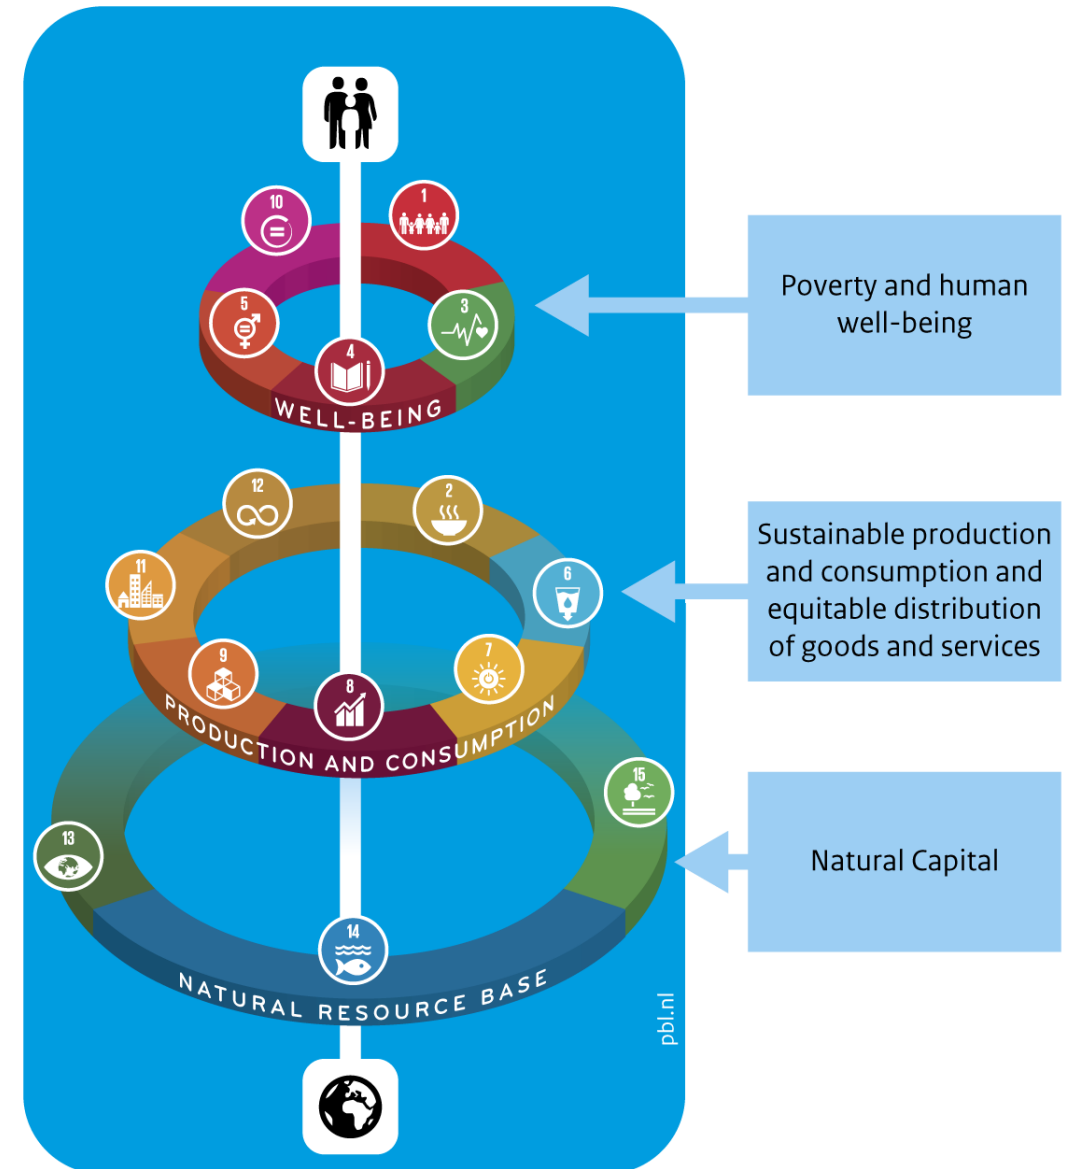 10
1
5
3
4
WELL-BEING
Poverty and human
well-being
12
2
11
6
9
7
8
PRODUCTION AND CONSUMPTION
Sustainable production
and consumption and
equitable distribution
of goods and services
15
13
14
NATURAL RESOURCE BASE
Natural Capital
pbl.nl